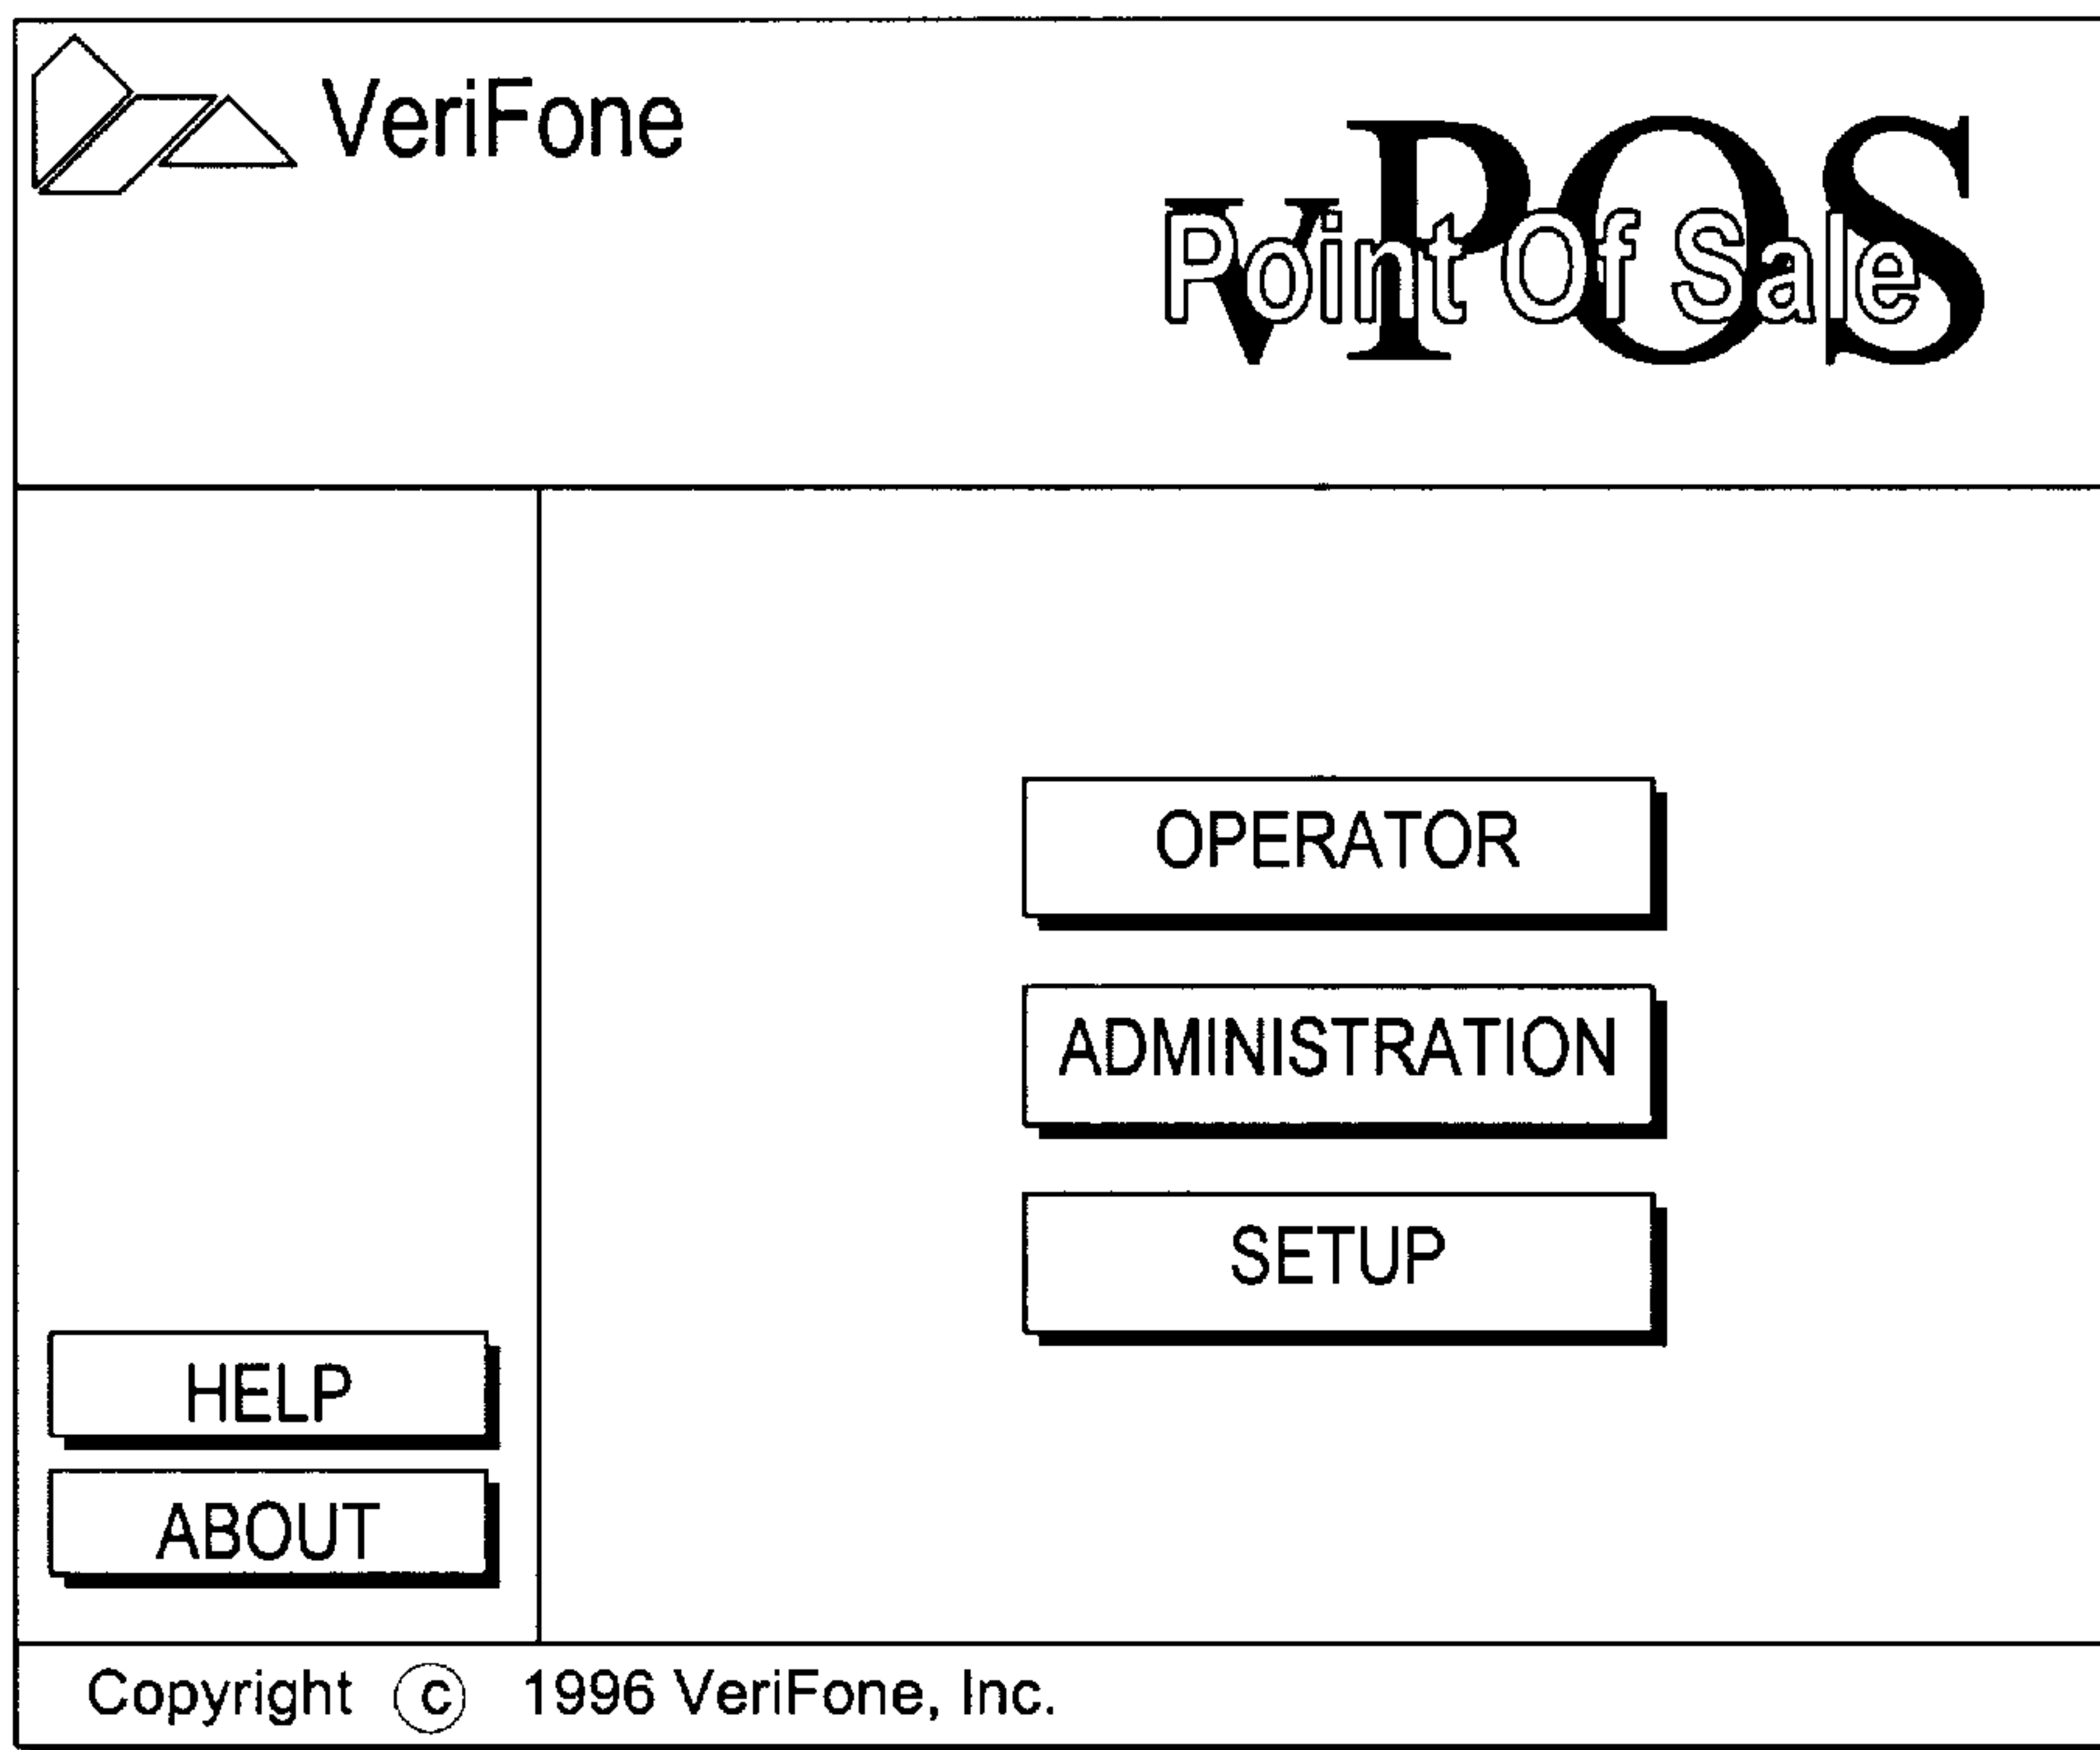 VeriFone
vPOS
Point Of Sale
OPERATOR
ADMINISTRATION
SETUP
HELP
ABOUT
Copyright © 1996 VeriFone, Inc.